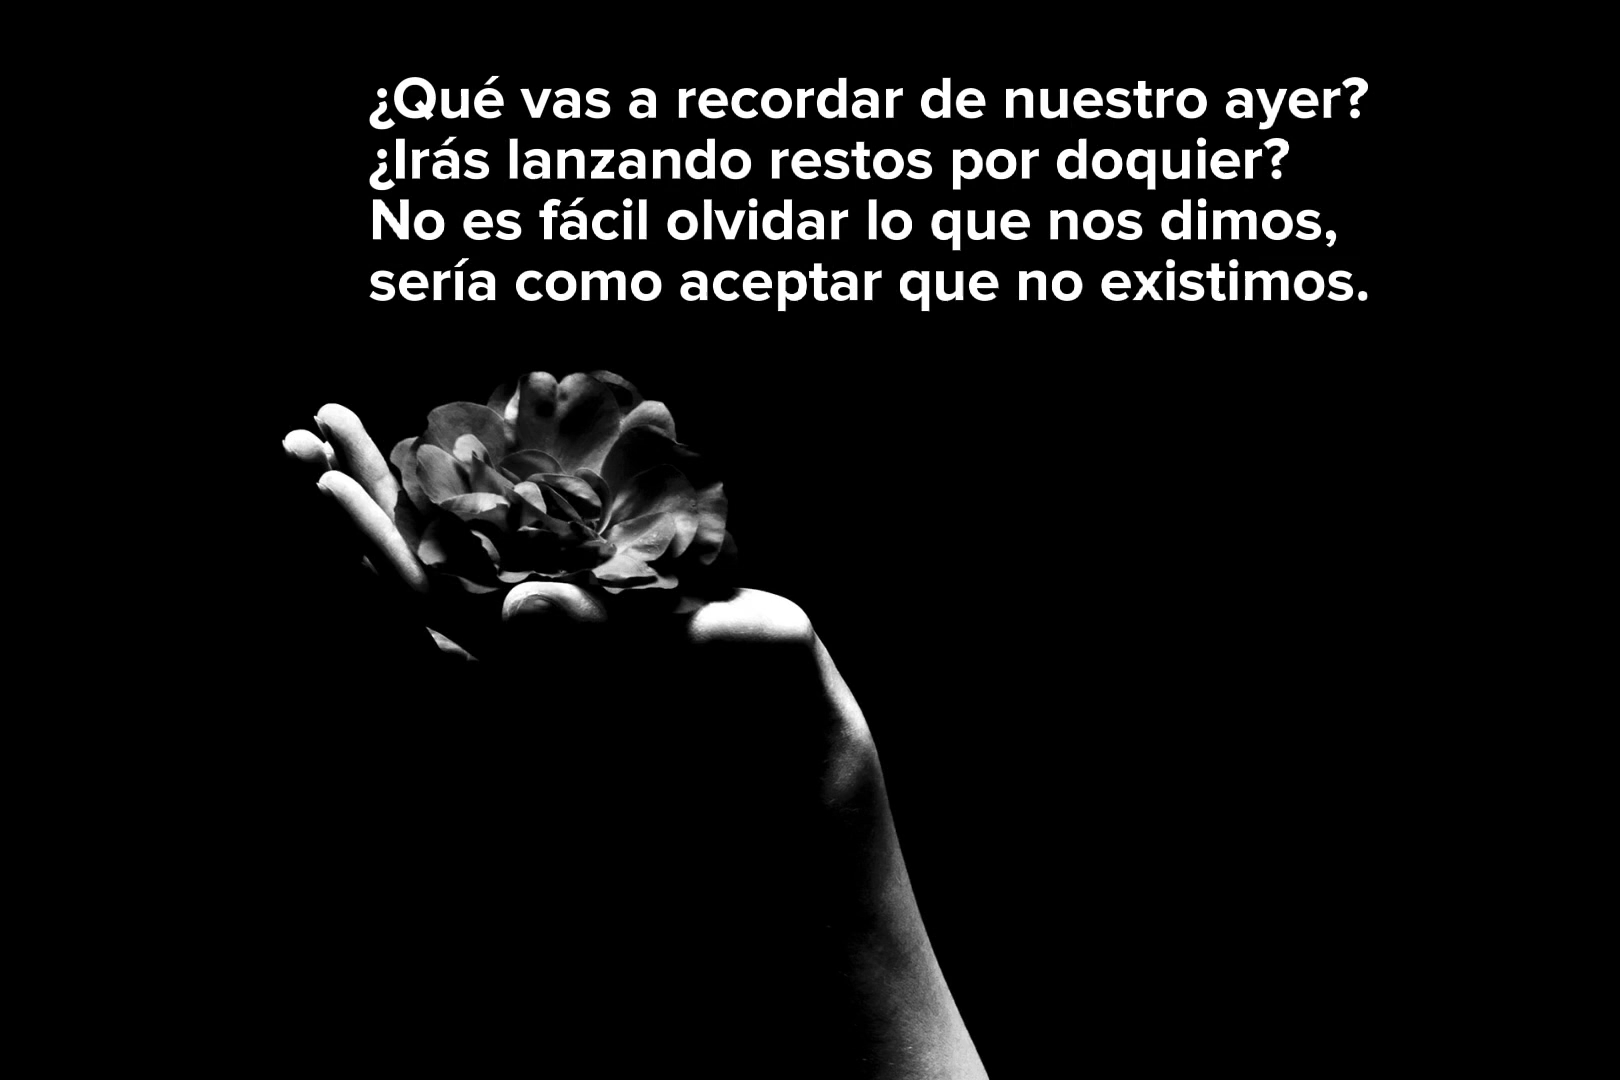 ¿Qué vas a recordar de nuestro ayer?
¿Irás lanzando restos por doquier?
No es fácil olvidar lo que nos dimos,
sería como aceptar que no existimos.